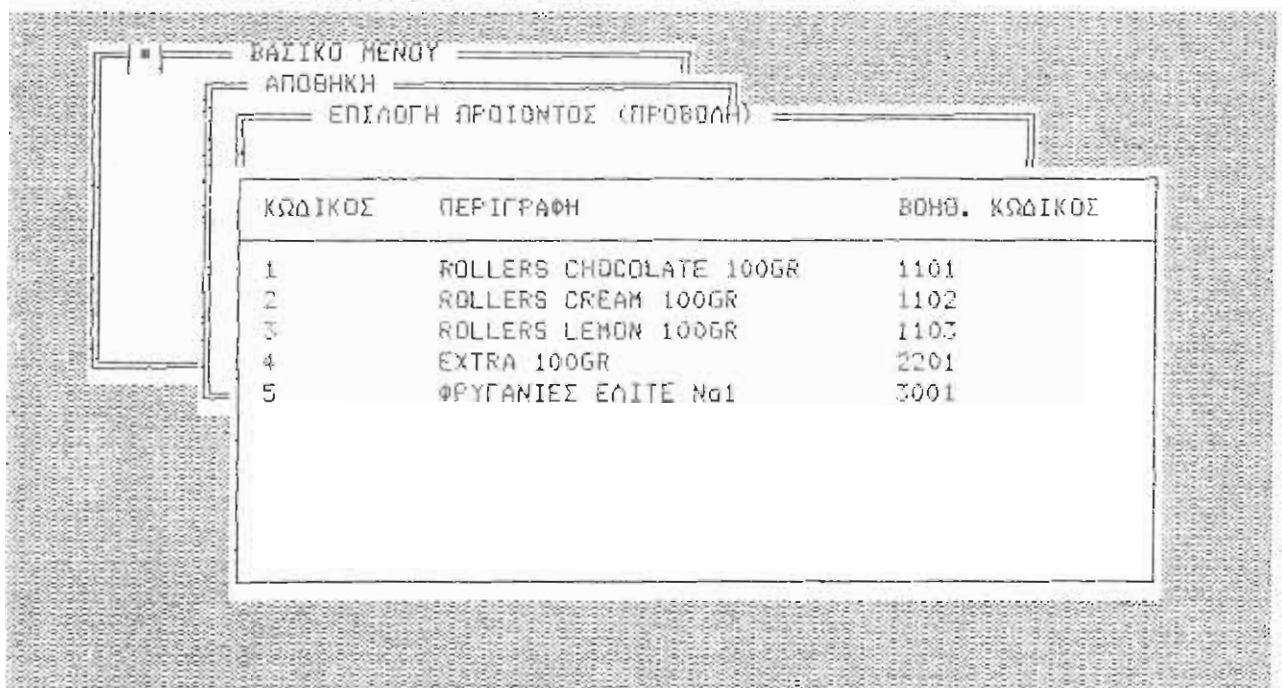 ΒΑΣΙΚΟ ΜΕΝΟΥ
ΑΠΟΘΗΚΗ
ΕΠΙΛΟΓΗ ΠΡΟΙΟΝΤΟΣ (ΠΡΟΒΟΛΗ)
ΚΩΔΙΚΟΣ ΠΕΡΙΓΡΑΦΗ ΒΟΗΘ. ΚΩΔΙΚΟΣ
1 ROLLERS CHOCOLATE 100GR 1101
2 ROLLERS CREAM 100GR 1102
3 ROLLERS LEMON 100GR 1103
4 EXTRA 100GR 2201
5 ΦΡΥΓΑΝΙΕΣ ΕΛΙΤΕ Νο1 3001